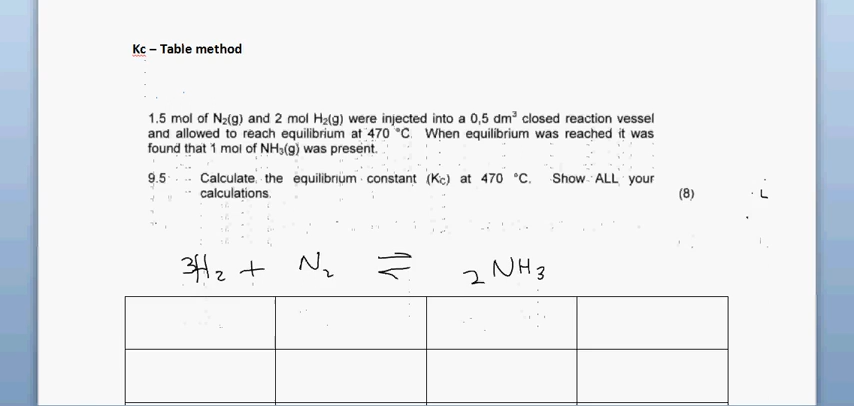 Kc – Table method
1.5 mol of N₂(g) and 2 mol H₂(g) were injected into a 0,5 dm³ closed reaction vessel
and allowed to reach equilibrium at 470 °C. When equilibrium was reached it was
found that 1 mol of NH₃(g) was present.
9.5 Calculate the equilibrium constant (Kc) at 470 °C. Show ALL your
calculations. (8)
3H₂ + N₂ ⇌ 2NH₃